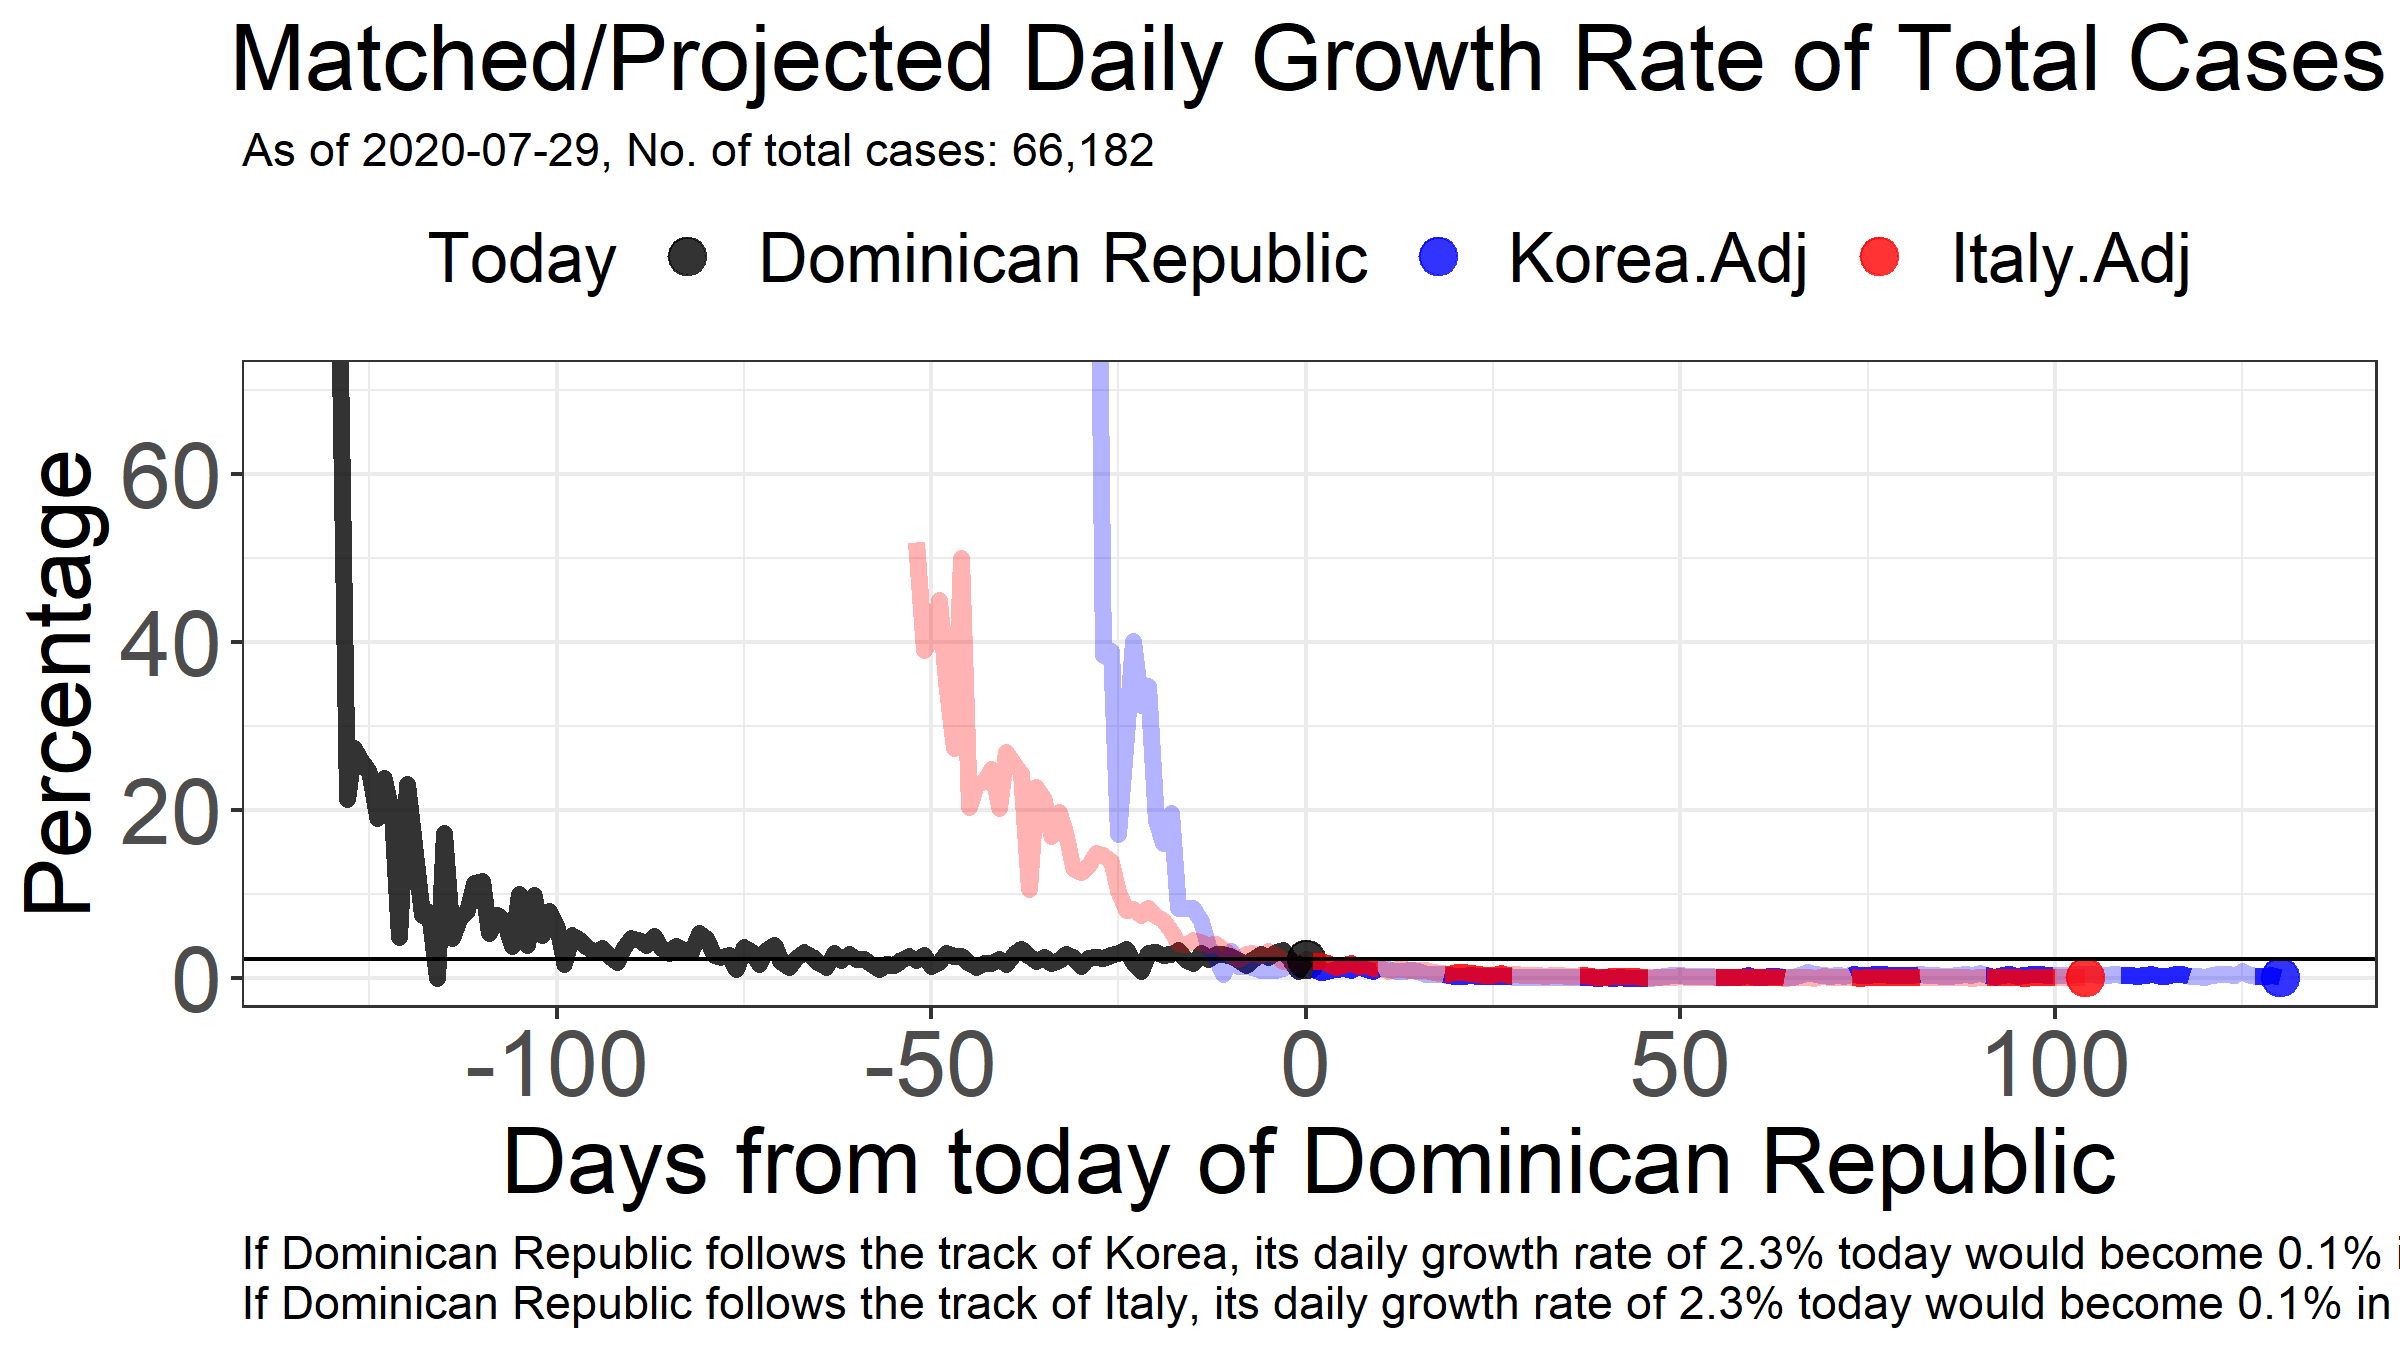 Matched/Projected Daily Growth Rate of Total Cases
As of 2020-07-29, No. of total cases: 66,182
Today Dominican Republic Korea.Adj Italy.Adj
Percentage
60
40
20
0
-100 -50 0 50 100
Days from today of Dominican Republic
If Dominican Republic follows the track of Korea, its daily growth rate of 2.3% today would become 0.1%
If Dominican Republic follows the track of Italy, its daily growth rate of 2.3% today would become 0.1% in